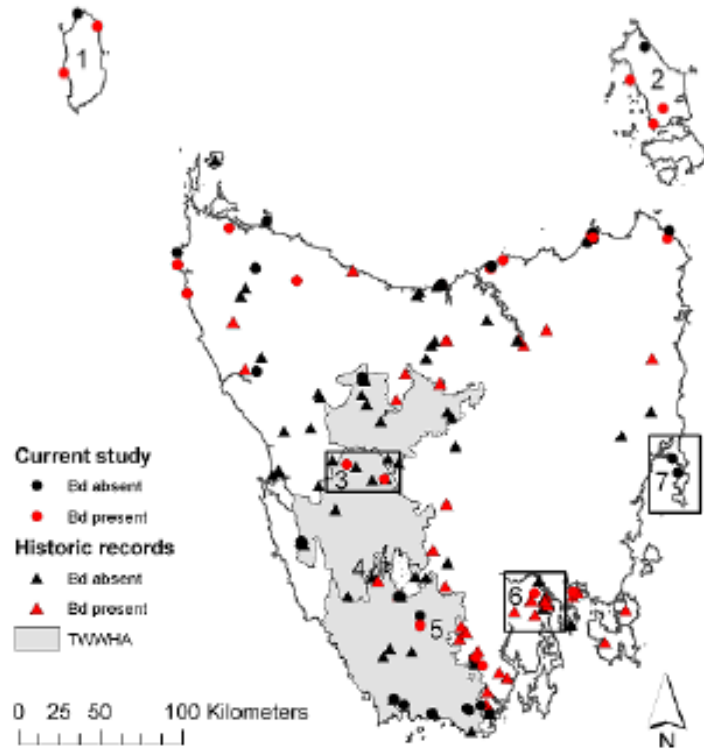 1
2
3
4
5
6
7
Current study
Bd absent
Bd present
Historic records
Bd absent
Bd present
TWWHA
0 25 50 100 Kilometers
N